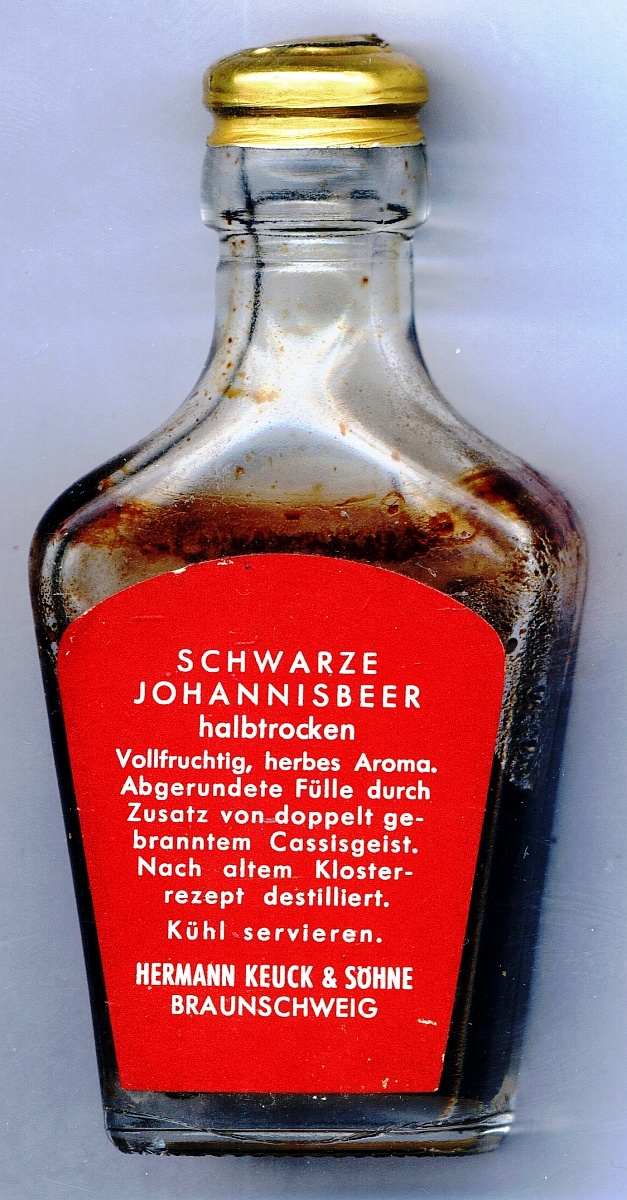 SCHWARZE
JOHANNISBEER
halbtrocken
Vollfruchtig, herbes Aroma.
Abgerundete Fülle durch
Zusatz von doppelt ge-
branntem Cassisgeist.
Nach altem Kloster-
rezept destilliert.
Kühl servieren.
HERMANN KEUCK & SÖHNE
BRAUNSCHWEIG